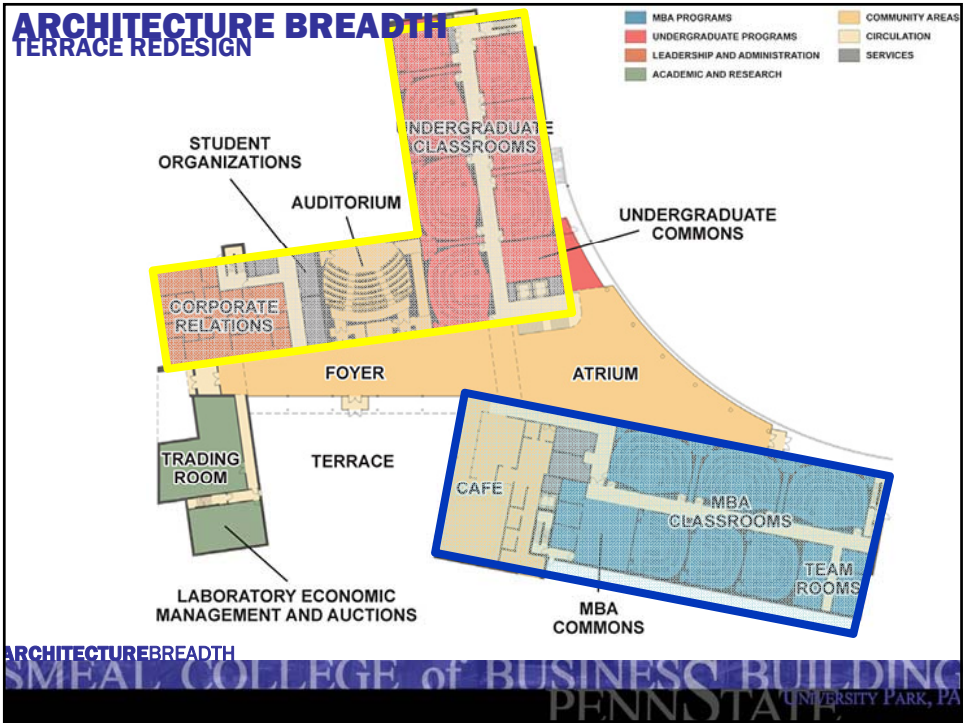 ARCHITECTURE BREADTH
TERRACE REDESIGN
MBA PROGRAMS
UNDERGRADUATE PROGRAMS
LEADERSHIP AND ADMINISTRATION
ACADEMIC AND RESEARCH
COMMUNITY AREAS
CIRCULATION
SERVICES
UNDERGRADUATE
CLASSROOMS
STUDENT
ORGANIZATIONS
AUDITORIUM
UNDERGRADUATE
COMMONS
CORPORATE
RELATIONS
FOYER
ATRIUM
TRADING
ROOM
TERRACE
CAFE
MBA
CLASSROOMS
TEAM
ROOMS
LABORATORY ECONOMIC
MANAGEMENT AND AUCTIONS
MBA
COMMONS
ARCHITECTUREBREADTH
SMEAL COLLEGE of BUSINESS BUILDING
PENNSTATE
UNIVERSITY PARK, PA